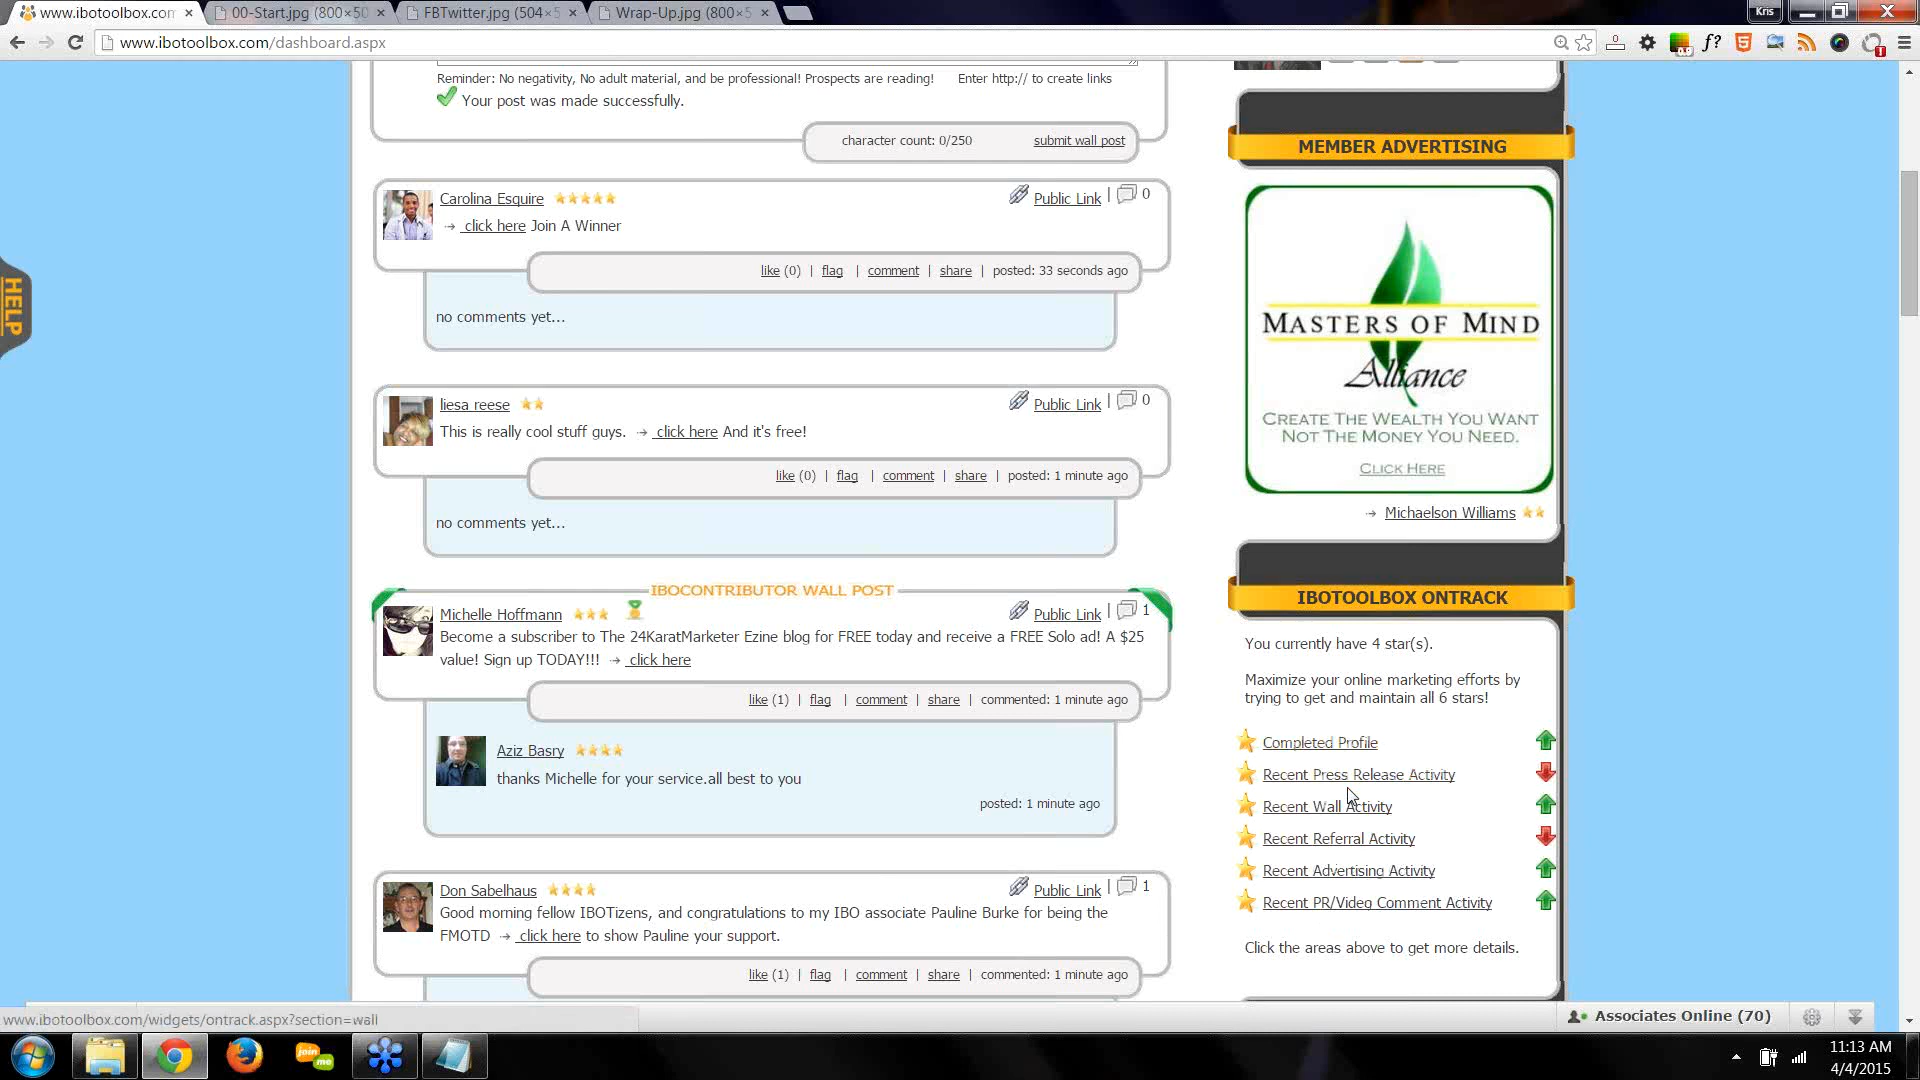 www.ibotoolbox.com
00-Start.jpg (800×50
FBTwitter.jpg (504×5
Wrap-Up.jpg (800×5
Kris
www.ibotoolbox.com/dashboard.aspx
Reminder: No negativity, No adult material, and be professional! Prospects are reading! Enter http:// to create links
Your post was made successfully.
character count: 0/250 submit wall post
Carolina Esquire
Public Link | 0
→ click here Join A Winner
like (0) | flag | comment | share | posted: 33 seconds ago
no comments yet...
liesa reese
Public Link | 0
This is really cool stuff guys. → click here And it's free!
like (0) | flag | comment | share | posted: 1 minute ago
no comments yet...
IBOCONTRIBUTOR WALL POST
Michelle Hoffmann
Public Link | 1
Become a subscriber to The 24KaratMarketer Ezine blog for FREE today and receive a FREE Solo ad! A $25
value! Sign up TODAY!!! → click here
like (1) | flag | comment | share | commented: 1 minute ago
Aziz Basry
thanks Michelle for your service.all best to you
posted: 1 minute ago
Don Sabelhaus
Public Link | 1
Good morning fellow IBOTizens, and congratulations to my IBO associate Pauline Burke for being the
FMOTD → click here to show Pauline your support.
like (1) | flag | comment | share | commented: 1 minute ago
HELP
MEMBER ADVERTISING
MASTERS OF MIND
Alliance
CREATE THE WEALTH YOU WANT
NOT THE MONEY YOU NEED.
CLICK HERE
→ Michaelson Williams
IBOTOOLBOX ONTRACK
You currently have 4 star(s).
Maximize your online marketing efforts by
trying to get and maintain all 6 stars!
Completed Profile
Recent Press Release Activity
Recent Wall Activity
Recent Referral Activity
Recent Advertising Activity
Recent PR/Video Comment Activity
Click the areas above to get more details.
www.ibotoolbox.com/widgets/ontrack.aspx?section=wall
Associates Online (70)
join me
11:13 AM
4/4/2015